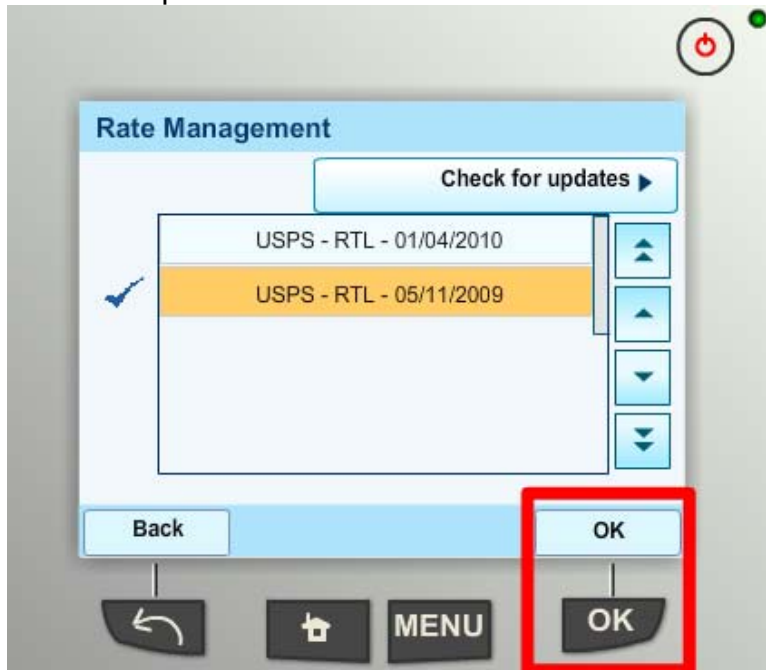 Rate Management
Check for updates
USPS - RTL - 01/04/2010
USPS - RTL - 05/11/2009
Back
OK
MENU
OK